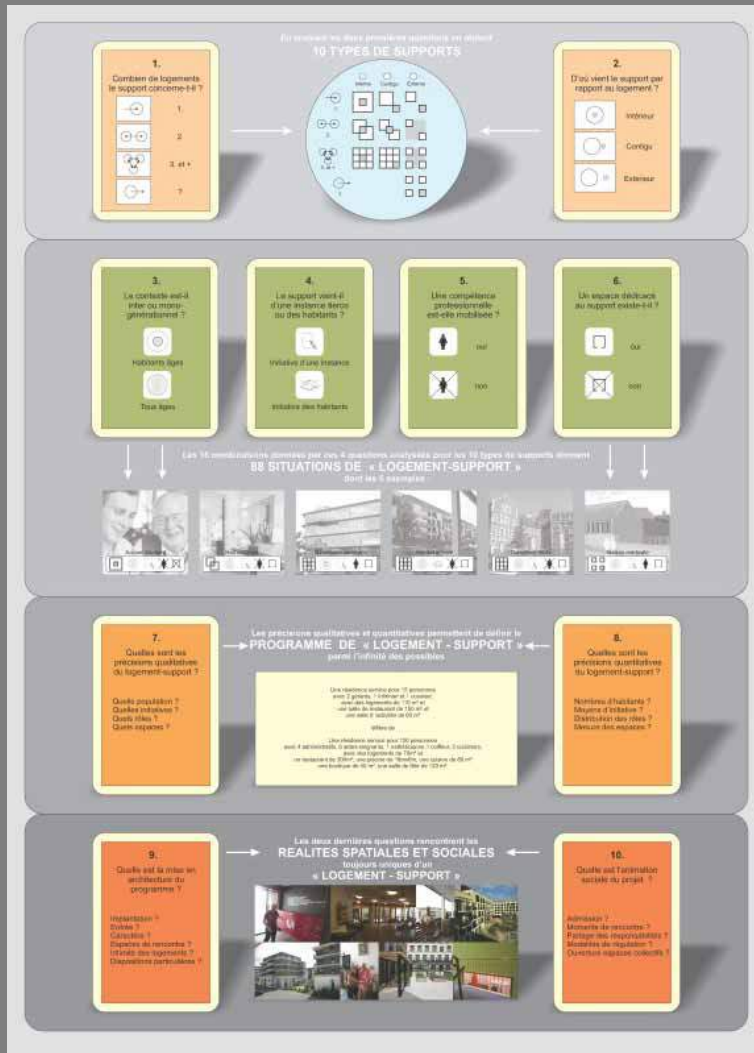 En croisant les deux premières questions on obtient
10 TYPES DE SUPPORTS
1.
Combien de logements
le support concerne-t-il ?
1
2
3 et +
?
Interne
Contigu
Externe
2.
D'où vient le support par
rapport au logement ?
Intérieur
Contigu
Extérieur
3.
Le contexte est-il
inter ou mono-
générationnel ?
Habitants âgés
Tous âges
4.
Le support vient-il
d'une instance tierce
ou des habitants ?
Initiative d'une instance
Initiative des habitants
5.
Une compétence
professionnelle
est-elle mobilisée ?
oui
non
6.
Un espace dédicacé
au support existe-t-il ?
oui
non
Les 16 combinaisons données par ces 4 questions analysées pour les 10 types de supports donnent
88 SITUATIONS DE « LOGEMENT-SUPPORT »
dont les 6 exemples :
7.
Quelles sont les
précisions qualitatives
du logement-support ?
Quelle population ?
Quelles initiatives ?
Quels rôles ?
Quels espaces ?
Les précisions qualitatives et quantitatives permettent de définir le
PROGRAMME DE « LOGEMENT - SUPPORT »
parmi l'infinité des possibles
8.
Quelles sont les
précisions quantitatives
du logement-support ?
Nombres d'habitants ?
Moyens d'initiative ?
Distribution des rôles ?
Mesure des espaces ?
9.
Quelle est la mise en
architecture du
programme ?
Implantation ?
Entrée ?
Caractère ?
Espaces de rencontre ?
Intimité des logements ?
Dispositions particulières ?
Les deux dernières questions rencontrent les
REALITES SPATIALES ET SOCIALES
toujours uniques d'un
« LOGEMENT - SUPPORT »
10.
Quelle est l'animation
sociale du projet ?
Admission ?
Moments de rencontre ?
Partage des responsabilités ?
Modalités de régulation ?
Ouverture espaces collectifs ?